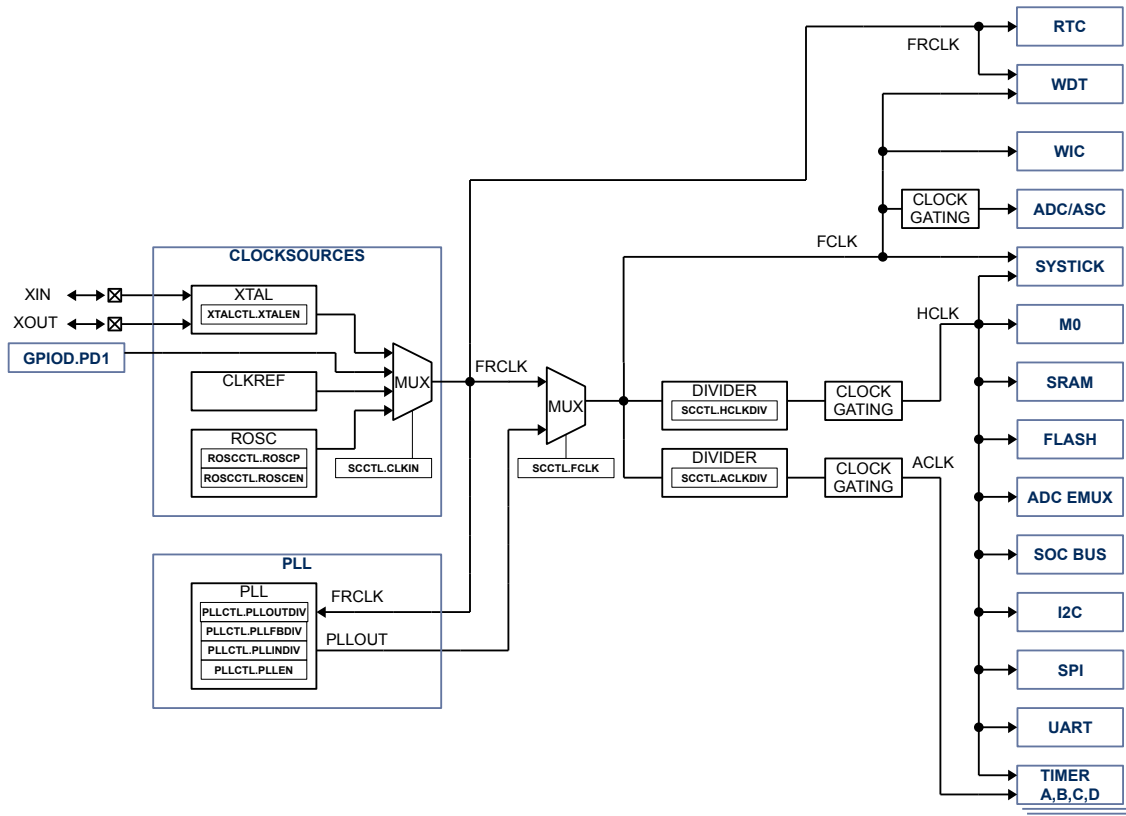 RTC
FRCLK
WDT
WIC
CLOCK
GATING
ADC/ASC
FCLK
SYSTICK
CLOCKSOURCES
XIN
XTAL
XTALCTL.XTALEN
XOUT
HCLK
M0
GPIOD.PD1
FRCLK
CLKREF
MUX
MUX
DIVIDER
SCCTL.HCLKDIV
CLOCK
GATING
SRAM
ROSC
ROSCCTL.ROSCP
ROSCCTL.ROSCEN
SCCTL.CLKIN
SCCTL.FCLK
DIVIDER
SCCTL.ACLKDIV
CLOCK
GATING
ACLK
FLASH
ADC EMUX
SOC BUS
PLL
PLL
PLLCTL.PLLOUTDIV
PLLCTL.PLLFBDIV
PLLCTL.PLLINDIV
PLLCTL.PLLEN
FRCLK
PLLOUT
I2C
SPI
UART
TIMER
A,B,C,D